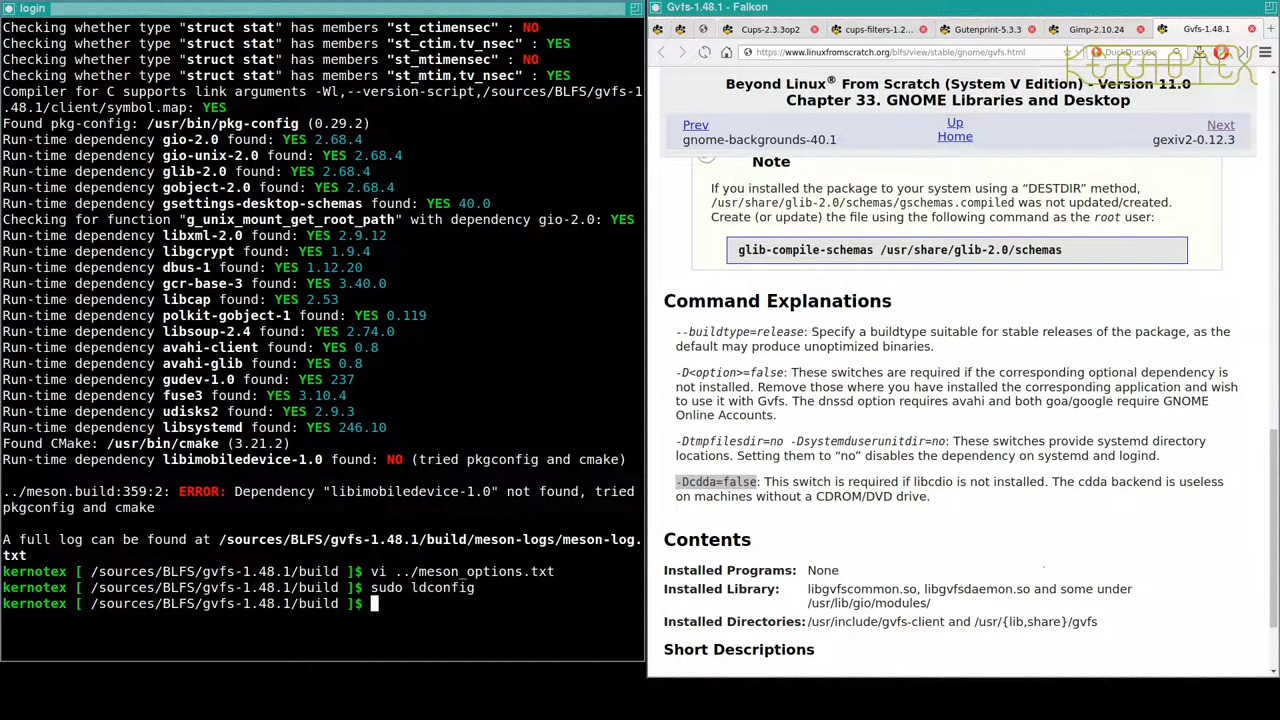 login
Checking whether type "struct stat" has members "st_ctimensec" : NO
Checking whether type "struct stat" has members "st_ctim.tv_nsec" : YES
Checking whether type "struct stat" has members "st_mtimensec" : NO
Checking whether type "struct stat" has members "st_mtim.tv_nsec" : YES
Compiler for C supports link arguments -Wl,--version-script,/sources/BLFS/gvfs-1
.48.1/client/symbol.map: YES
Found pkg-config: /usr/bin/pkg-config (0.29.2)
Run-time dependency gio-2.0 found: YES 2.68.4
Run-time dependency gio-unix-2.0 found: YES 2.68.4
Run-time dependency glib-2.0 found: YES 2.68.4
Run-time dependency gobject-2.0 found: YES 2.68.4
Run-time dependency gsettings-desktop-schemas found: YES 40.0
Checking for function "g_unix_mount_get_root_path" with dependency gio-2.0: YES
Run-time dependency libxml-2.0 found: YES 2.9.12
Run-time dependency libgcrypt found: YES 1.9.4
Run-time dependency dbus-1 found: YES 1.12.20
Run-time dependency gcr-base-3 found: YES 3.40.0
Run-time dependency libcap found: YES 2.53
Run-time dependency polkit-gobject-1 found: YES 0.119
Run-time dependency libsoup-2.4 found: YES 2.74.0
Run-time dependency avahi-client found: YES 0.8
Run-time dependency avahi-glib found: YES 0.8
Run-time dependency gudev-1.0 found: YES 237
Run-time dependency fuse3 found: YES 3.10.4
Run-time dependency udisks2 found: YES 2.9.3
Run-time dependency libsystemd found: YES 246.10
Found CMake: /usr/bin/cmake (3.21.2)
Run-time dependency libimobiledevice-1.0 found: NO (tried pkgconfig and cmake)
../meson.build:359:2: ERROR: Dependency "libimobiledevice-1.0" not found, tried
pkgconfig and cmake
A full log can be found at /sources/BLFS/gvfs-1.48.1/build/meson-logs/meson-log.
txt
kernotex [ /sources/BLFS/gvfs-1.48.1/build ]$ vi ../meson_options.txt
kernotex [ /sources/BLFS/gvfs-1.48.1/build ]$ sudo ldconfig
kernotex [ /sources/BLFS/gvfs-1.48.1/build ]$
Gvfs-1.48.1 - Falkon
Cups-2.3.3op2
cups-filters-1.2...
Gutenprint-5.3.3
Gimp-2.10.24
Gvfs-1.48.1
https://www.linuxfromscratch.org/blfs/view/stable/gnome/gvfs.html
DuckDuckGo
KERNOTEX
Beyond Linux® From Scratch (System V Edition) - Version 11.0
Chapter 33. GNOME Libraries and Desktop
Prev
Up
Next
gnome-backgrounds-40.1
Home
gexiv2-0.12.3
Note
If you installed the package to your system using a “DESTDIR” method,
/usr/share/glib-2.0/schemas/gschemas.compiled was not updated/created.
Create (or update) the file using the following command as the root user:
glib-compile-schemas /usr/share/glib-2.0/schemas
Command Explanations
--buildtype=release: Specify a buildtype suitable for stable releases of the package, as the
default may produce unoptimized binaries.
-D<option>=false: These switches are required if the corresponding optional dependency is
not installed. Remove those where you have installed the corresponding application and wish
to use it with Gvfs. The dnssd option requires avahi and both goa/google require GNOME
Online Accounts.
-Dtmpfilesdir=no -Dsystemduserunitdir=no: These switches provide systemd directory
locations. Setting them to “no” disables the dependency on systemd and logind.
-Dcdda=false: This switch is required if libcdio is not installed. The cdda backend is useless
on machines without a CDROM/DVD drive.
Contents
Installed Programs: None
Installed Library: libgvfscommon.so, libgvfsdaemon.so and some under
/usr/lib/gio/modules/
Installed Directories: /usr/include/gvfs-client and /usr/{lib,share}/gvfs
Short Descriptions